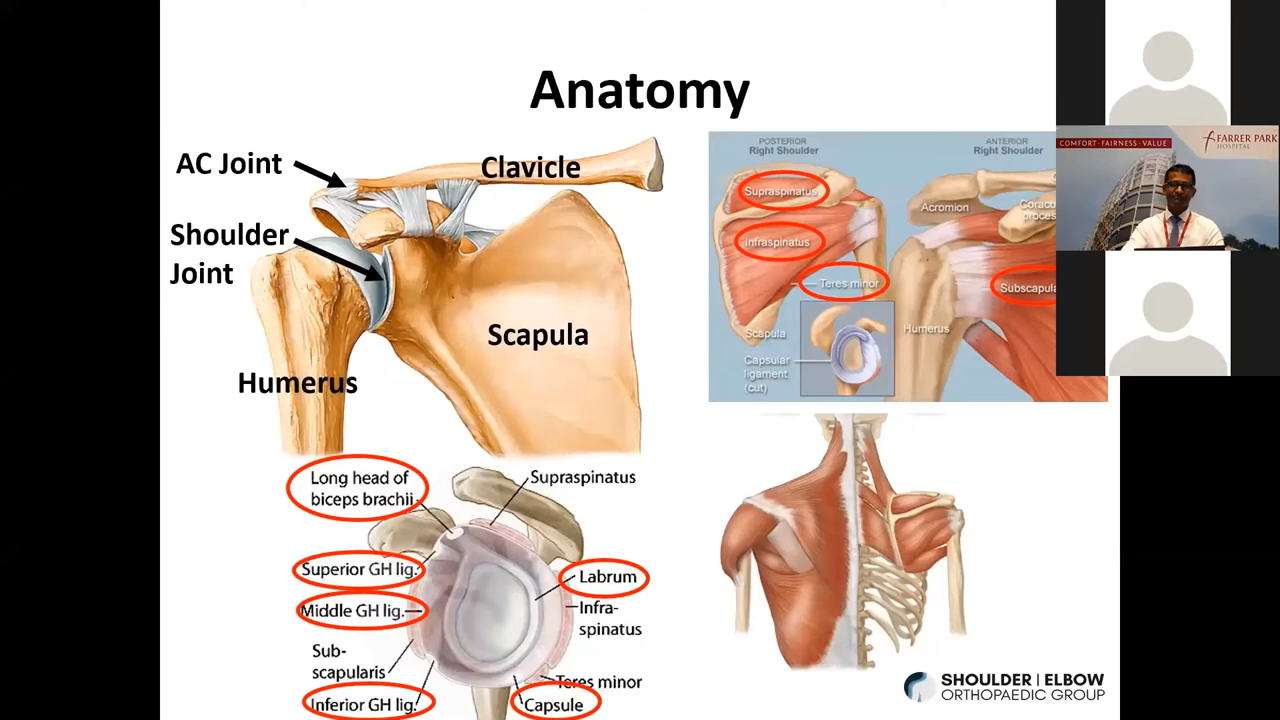 Anatomy
AC Joint
Clavicle
Shoulder
Joint
Scapula
Humerus
POSTERIOR
Right Shoulder
ANTERIOR
Right Shoulder
Supraspinatus
Infraspinatus
Teres minor
Scapula
Capsular
ligament
(cut)
Acromion
Coraco
proces
Subscapula
Humerus
COMFORT · FAIRNESS · VALUE
FARRER PARK
HOSPITAL
Long head of
biceps brachii
Supraspinatus
Superior GH lig.
Labrum
Middle GH lig.
Infra-
spinatus
Sub-
scapularis
Teres minor
Inferior GH lig.
Capsule
SHOULDER | ELBOW
ORTHOPAEDIC GROUP